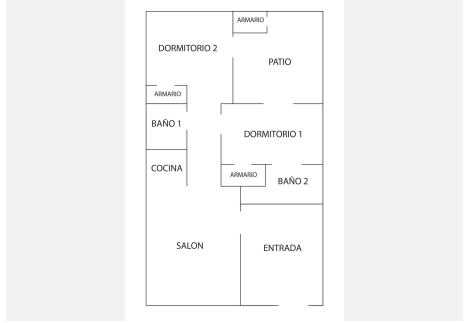 ARMARIO
DORMITORIO 2
PATIO
ARMARIO
BAÑO 1
DORMITORIO 1
COCINA
ARMARIO
BAÑO 2
SALON
ENTRADA